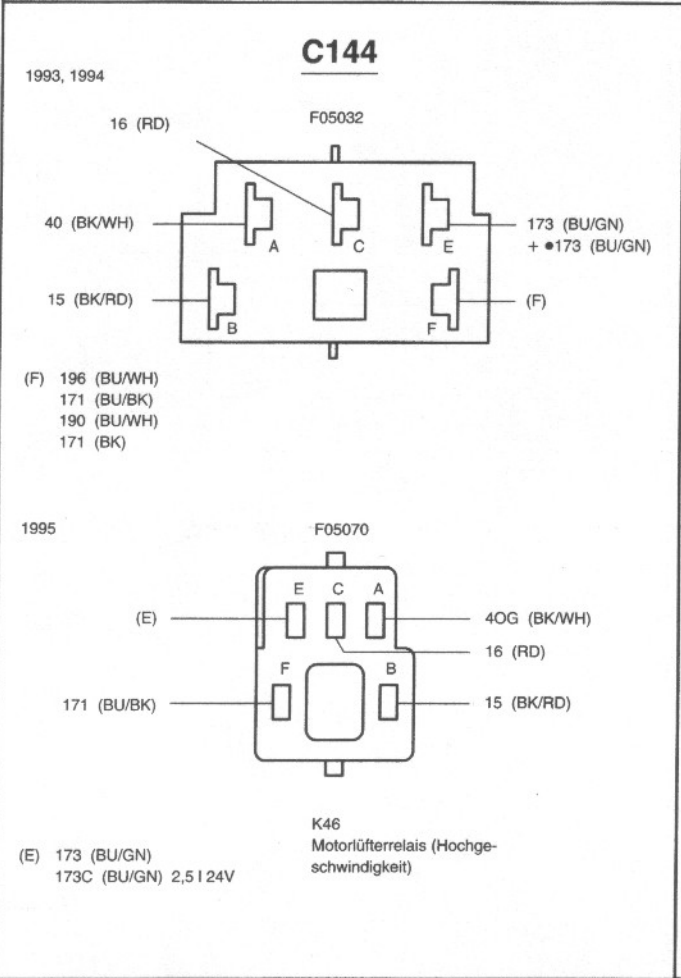 C144
1993, 1994
F05032
16 (RD)
40 (BK/WH)
173 (BU/GN)
+ ●173 (BU/GN)
A
C
E
15 (BK/RD)
(F)
B
F
(F) 196 (BU/WH)
171 (BU/BK)
190 (BU/WH)
171 (BK)
1995
F05070
E C A
(E)
4OG (BK/WH)
16 (RD)
F
B
171 (BU/BK)
15 (BK/RD)
K46
Motorlüfterrelais (Hochge-
schwindigkeit)
(E) 173 (BU/GN)
173C (BU/GN) 2,5 l 24V